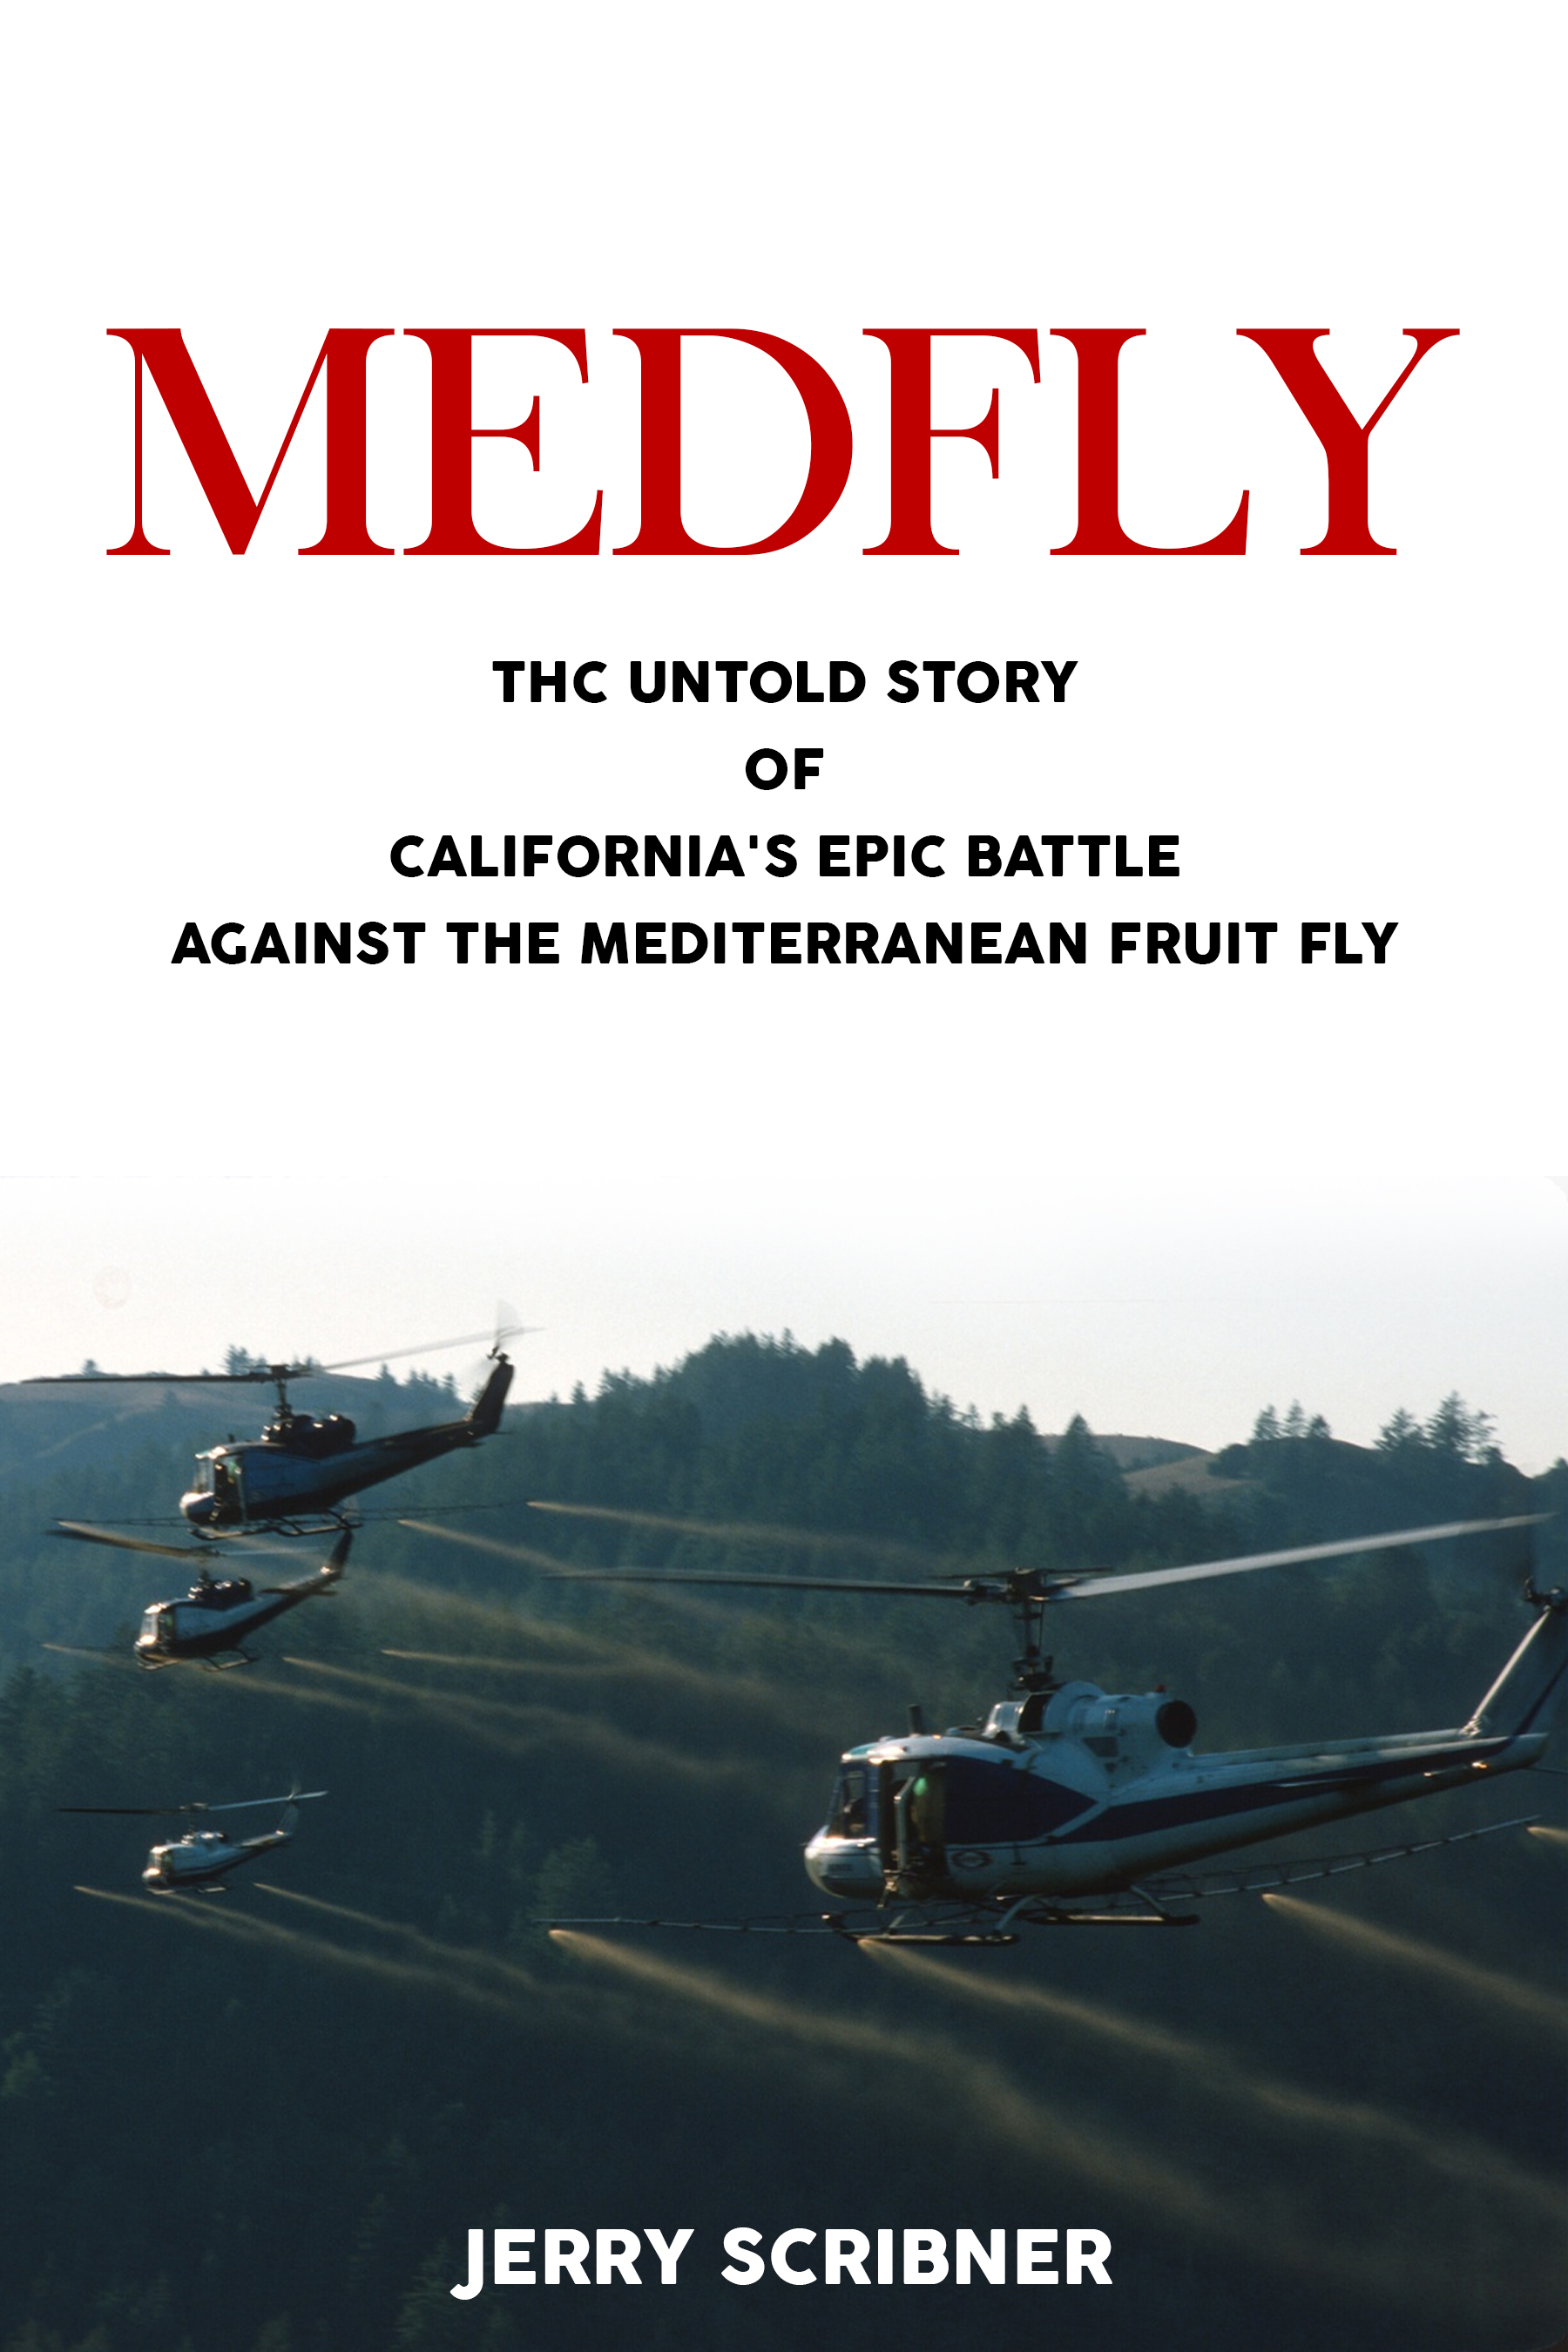 MEDFLY
THC UNTOLD STORY
OF
CALIFORNIA'S EPIC BATTLE
AGAINST THE MEDITERRANEAN FRUIT FLY
JERRY SCRIBNER